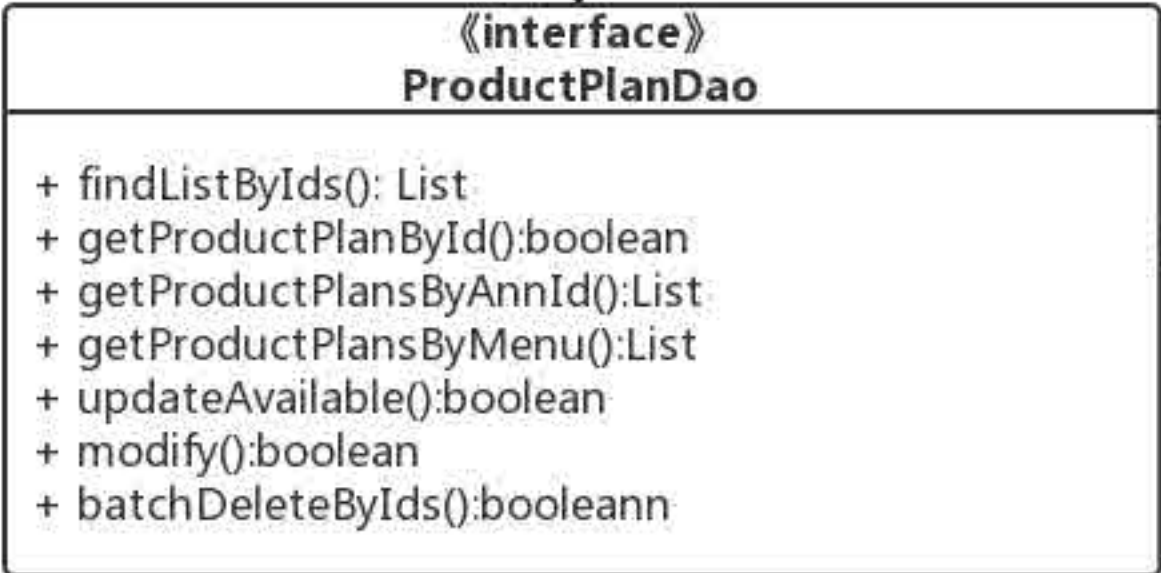 《interface》
ProductPlanDao
+ findListByIds(): List
+ getProductPlanById():boolean
+ getProductPlansByAnnId():List
+ getProductPlansByMenu():List
+ updateAvailable():boolean
+ modify():boolean
+ batchDeleteByIds():booleann